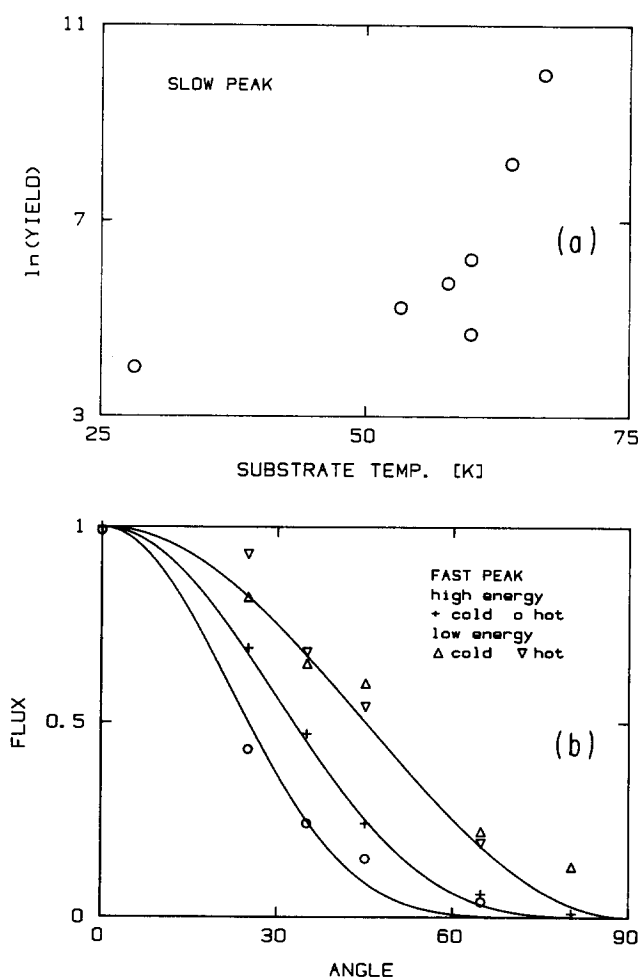 11
SLOW PEAK
7
ln(YIELD)
(a)
3
25 50 75
SUBSTRATE TEMP. [K]
1
FAST PEAK
high energy
+ cold o hot
low energy
△ cold ▽ hot
FLUX
0.5
(b)
0
0 30 60 90
ANGLE